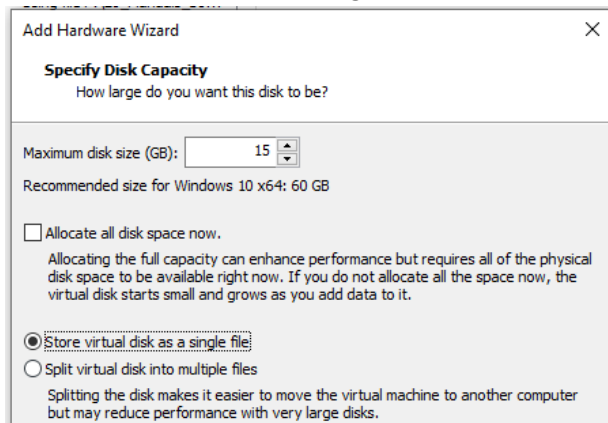 Add Hardware Wizard
Specify Disk Capacity
How large do you want this disk to be?
Maximum disk size (GB): 15
Recommended size for Windows 10 x64: 60 GB
Allocate all disk space now.
Allocating the full capacity can enhance performance but requires all of the physical
disk space to be available right now. If you do not allocate all the space now, the
virtual disk starts small and grows as you add data to it.
Store virtual disk as a single file
Split virtual disk into multiple files
Splitting the disk makes it easier to move the virtual machine to another computer
but may reduce performance with very large disks.